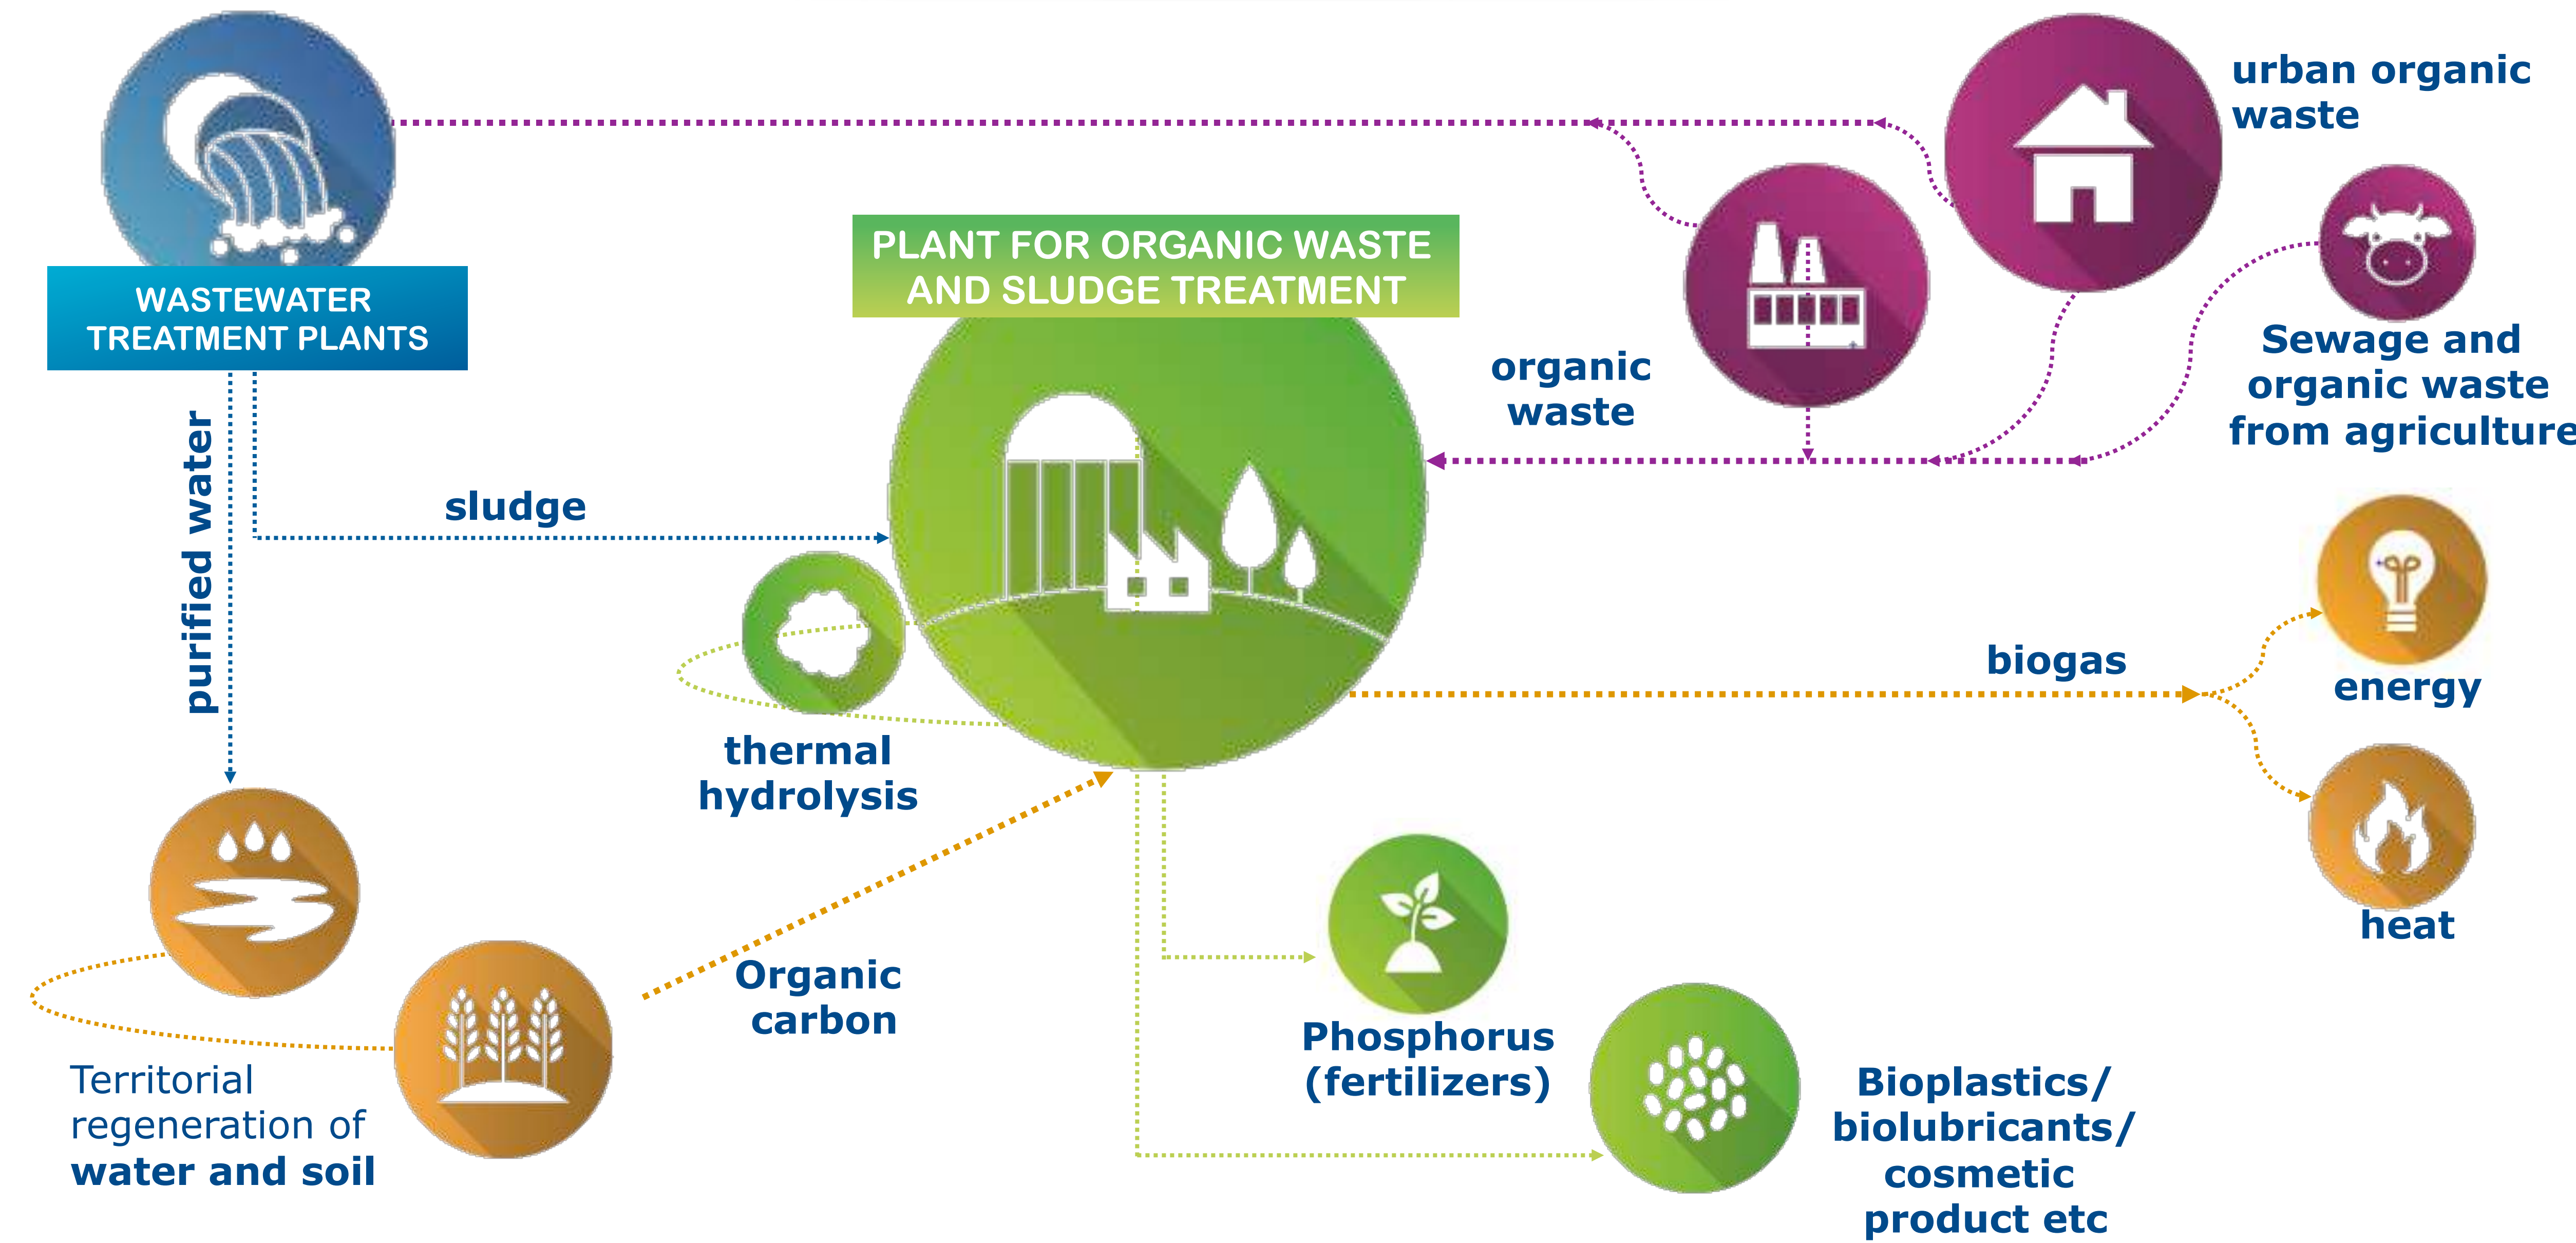 urban organic
waste
WASTEWATER
TREATMENT PLANTS
PLANT FOR ORGANIC WASTE
AND SLUDGE TREATMENT
organic
waste
Sewage and
organic waste
from agriculture
purified water
sludge
thermal
hydrolysis
biogas
energy
heat
Organic
carbon
Territorial
regeneration of
water and soil
Phosphorus
(fertilizers)
Bioplastics/
biolubricants/
cosmetic
product etc